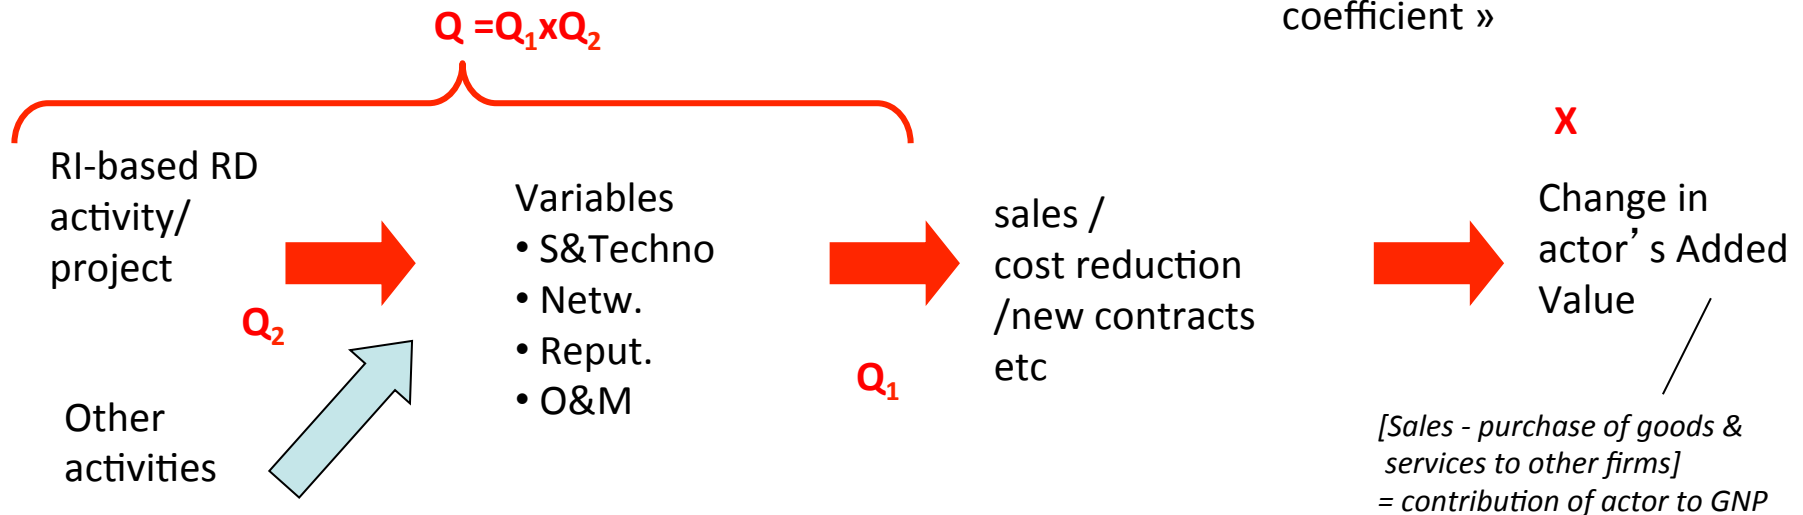 coefficient »
Q =Q₁xQ₂
X
RI-based RD
activity/
project
Q₂
Other
activities
Variables
• S&Techno
• Netw.
• Reput.
• O&M
Q₁
sales /
cost reduction
/new contracts
etc
Change in
actor’ s Added
Value
[Sales - purchase of goods &
services to other firms]
= contribution of actor to GNP